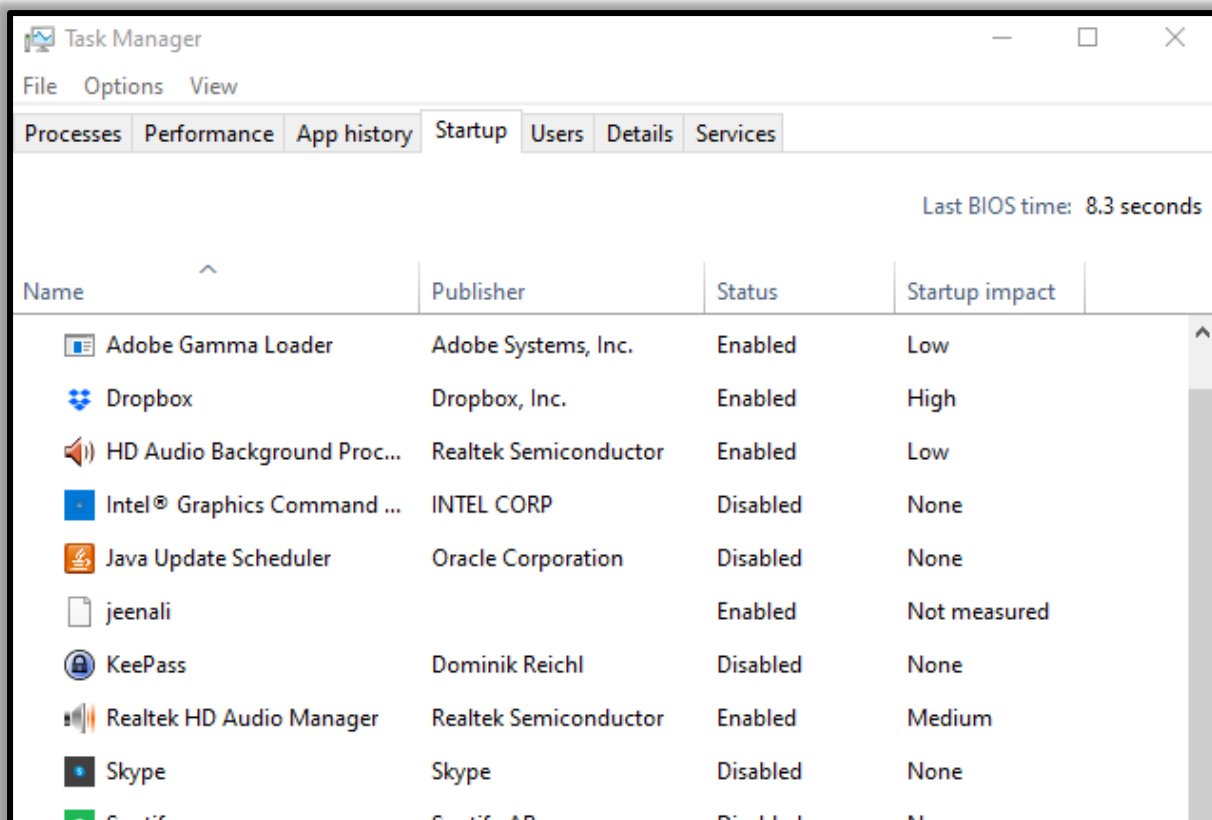 Task Manager
File Options View
Processes Performance App history Startup Users Details Services
Last BIOS time: 8.3 seconds
Name Publisher Status Startup impact
Adobe Gamma Loader Adobe Systems, Inc. Enabled Low
Dropbox Dropbox, Inc. Enabled High
HD Audio Background Proc... Realtek Semiconductor Enabled Low
Intel® Graphics Command ... INTEL CORP Disabled None
Java Update Scheduler Oracle Corporation Disabled None
jeenali Enabled Not measured
KeePass Dominik Reichl Disabled None
Realtek HD Audio Manager Realtek Semiconductor Enabled Medium
Skype Skype Disabled None